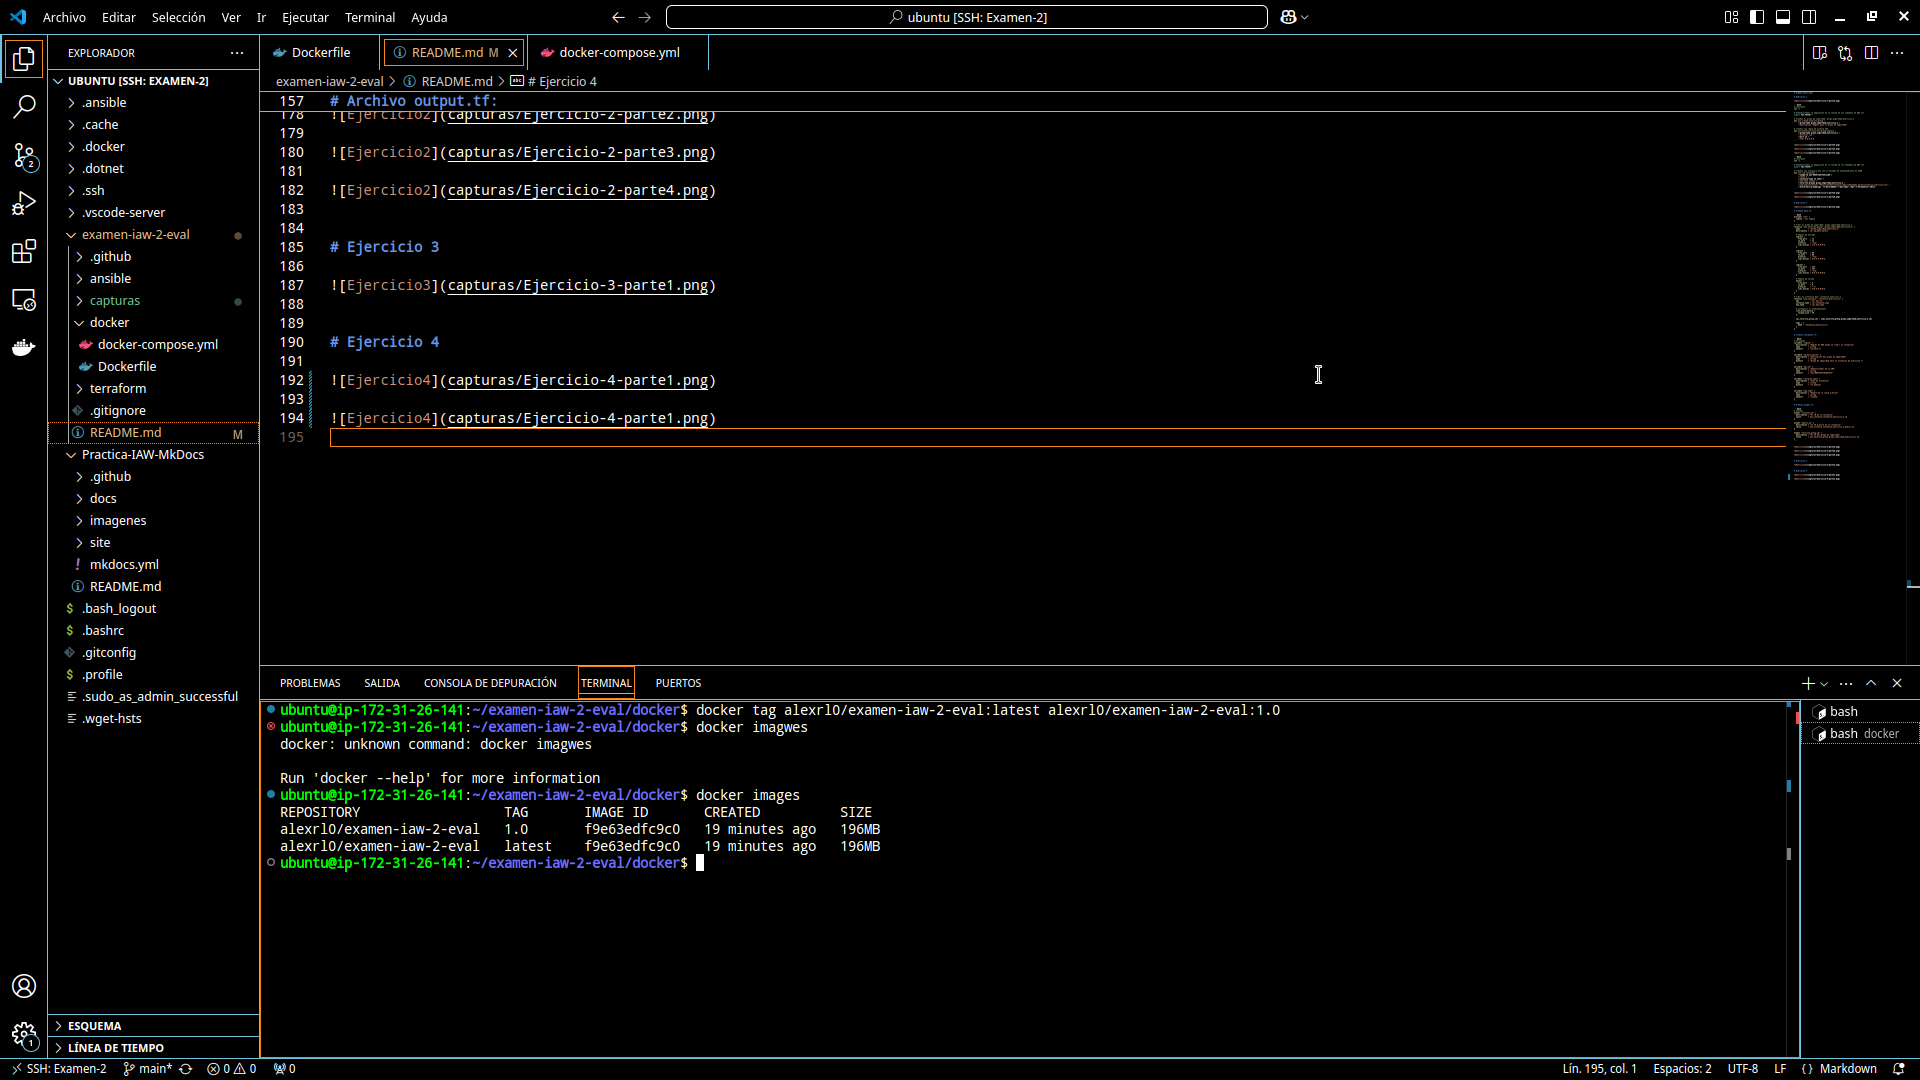 Archivo Editar Selección Ver Ir Ejecutar Terminal Ayuda
ubuntu [SSH: Examen-2]
EXPLORADOR
UBUNTU [SSH: EXAMEN-2]
.ansible
.cache
.docker
.dotnet
.ssh
.vscode-server
examen-iaw-2-eval
.github
ansible
capturas
docker
docker-compose.yml
Dockerfile
terraform
.gitignore
README.md M
Practica-IAW-MkDocs
.github
docs
imagenes
site
mkdocs.yml
README.md
.bash_logout
.bashrc
.gitconfig
.profile
.sudo_as_admin_successful
.wget-hsts
ESQUEMA
LÍNEA DE TIEMPO
2
1
Dockerfile README.md M docker-compose.yml
examen-iaw-2-eval > README.md > # Ejercicio 4
157 # Archivo output.tf:
178 ![Ejercicio2](capturas/Ejercicio-2-parte2.png)
179
180 ![Ejercicio2](capturas/Ejercicio-2-parte3.png)
181
182 ![Ejercicio2](capturas/Ejercicio-2-parte4.png)
183
184
185 # Ejercicio 3
186
187 ![Ejercicio3](capturas/Ejercicio-3-parte1.png)
188
189
190 # Ejercicio 4
191
192 ![Ejercicio4](capturas/Ejercicio-4-parte1.png)
193
194 ![Ejercicio4](capturas/Ejercicio-4-parte1.png)
195
PROBLEMAS SALIDA CONSOLA DE DEPURACIÓN TERMINAL PUERTOS
ubuntu@ip-172-31-26-141:~/examen-iaw-2-eval/docker$ docker tag alexrl0/examen-iaw-2-eval:latest alexrl0/examen-iaw-2-eval:1.0
ubuntu@ip-172-31-26-141:~/examen-iaw-2-eval/docker$ docker imagwes
docker: unknown command: docker imagwes
Run 'docker --help' for more information
ubuntu@ip-172-31-26-141:~/examen-iaw-2-eval/docker$ docker images
REPOSITORY TAG IMAGE ID CREATED SIZE
alexrl0/examen-iaw-2-eval 1.0 f9e63edfc9c0 19 minutes ago 196MB
alexrl0/examen-iaw-2-eval latest f9e63edfc9c0 19 minutes ago 196MB
ubuntu@ip-172-31-26-141:~/examen-iaw-2-eval/docker$
bash
bash docker
SSH: Examen-2 main* 0 0 0 Lín. 195, col. 1 Espacios: 2 UTF-8 LF {} Markdown